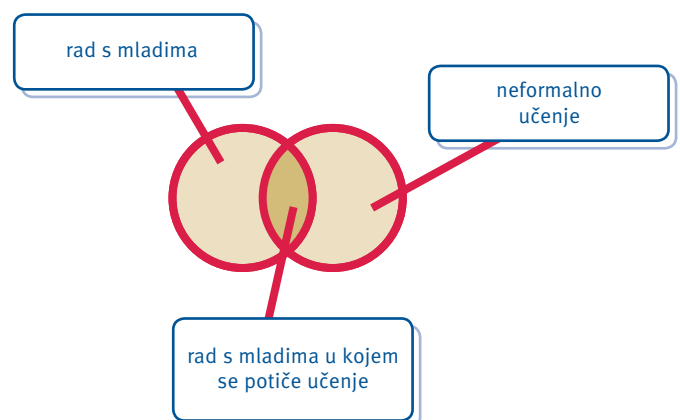 rad s mladima
neformalno
učenje
rad s mladima u kojem
se potiče učenje